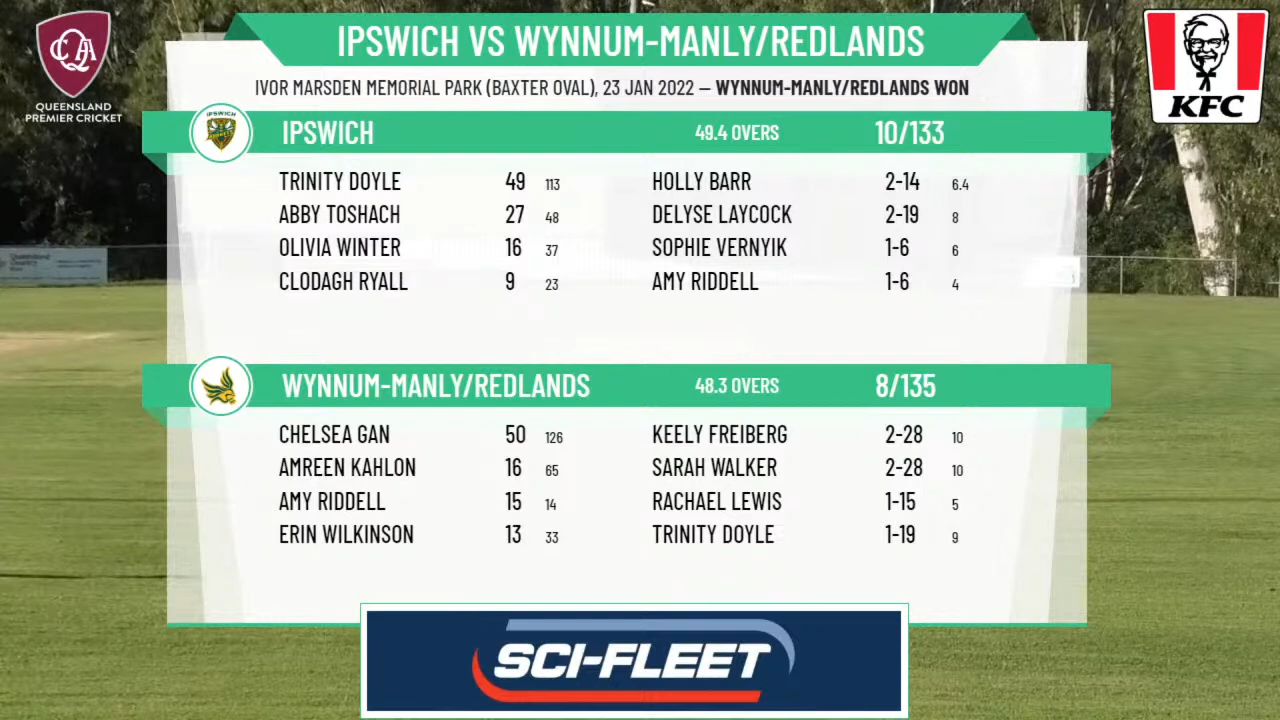 IPSWICH VS WYNNUM-MANLY/REDLANDS
IVOR MARSDEN MEMORIAL PARK (BAXTER OVAL), 23 JAN 2022 – WYNNUM-MANLY/REDLANDS WON
CQA
QUEENSLAND
PREMIER CRICKET
KFC
IPSWICH
IPSWICH 49.4 OVERS 10/133
TRINITY DOYLE 49 113 HOLLY BARR 2-14 6.4
ABBY TOSHACH 27 48 DELYSE LAYCOCK 2-19 8
OLIVIA WINTER 16 37 SOPHIE VERNYIK 1-6 6
CLODAGH RYALL 9 23 AMY RIDDELL 1-6 4
WYNNUM-MANLY/REDLANDS 48.3 OVERS 8/135
CHELSEA GAN 50 126 KEELY FREIBERG 2-28 10
AMREEN KAHLON 16 65 SARAH WALKER 2-28 10
AMY RIDDELL 15 14 RACHAEL LEWIS 1-15 5
ERIN WILKINSON 13 33 TRINITY DOYLE 1-19 9
SCI-FLEET